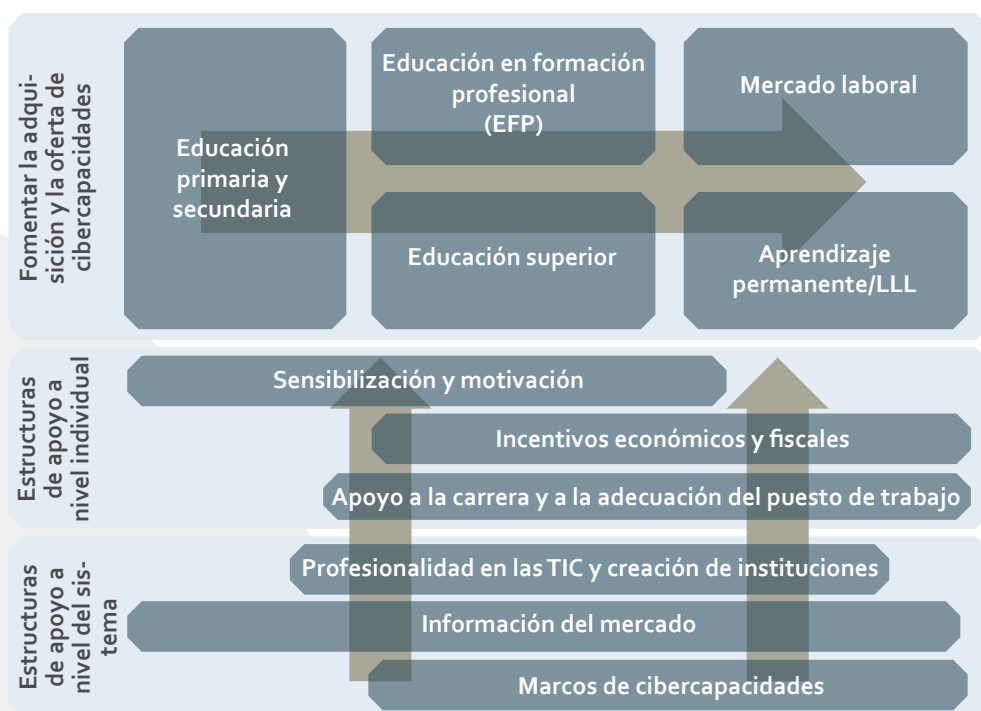 Fomentar la adqui-
sición y la oferta de
cibercapacidades
Educación
primaria y
secundaria
Educación en formación
profesional
(EFP)
Mercado laboral
Educación superior
Aprendizaje
permanente/LLL
Estructuras
de apoyo a
nivel individual
Sensibilización y motivación
Incentivos económicos y fiscales
Apoyo a la carrera y a la adecuación del puesto de trabajo
Estructuras
de apoyo a
nivel del sis-
tema
Profesionalidad en las TIC y creación de instituciones
Información del mercado
Marcos de cibercapacidades